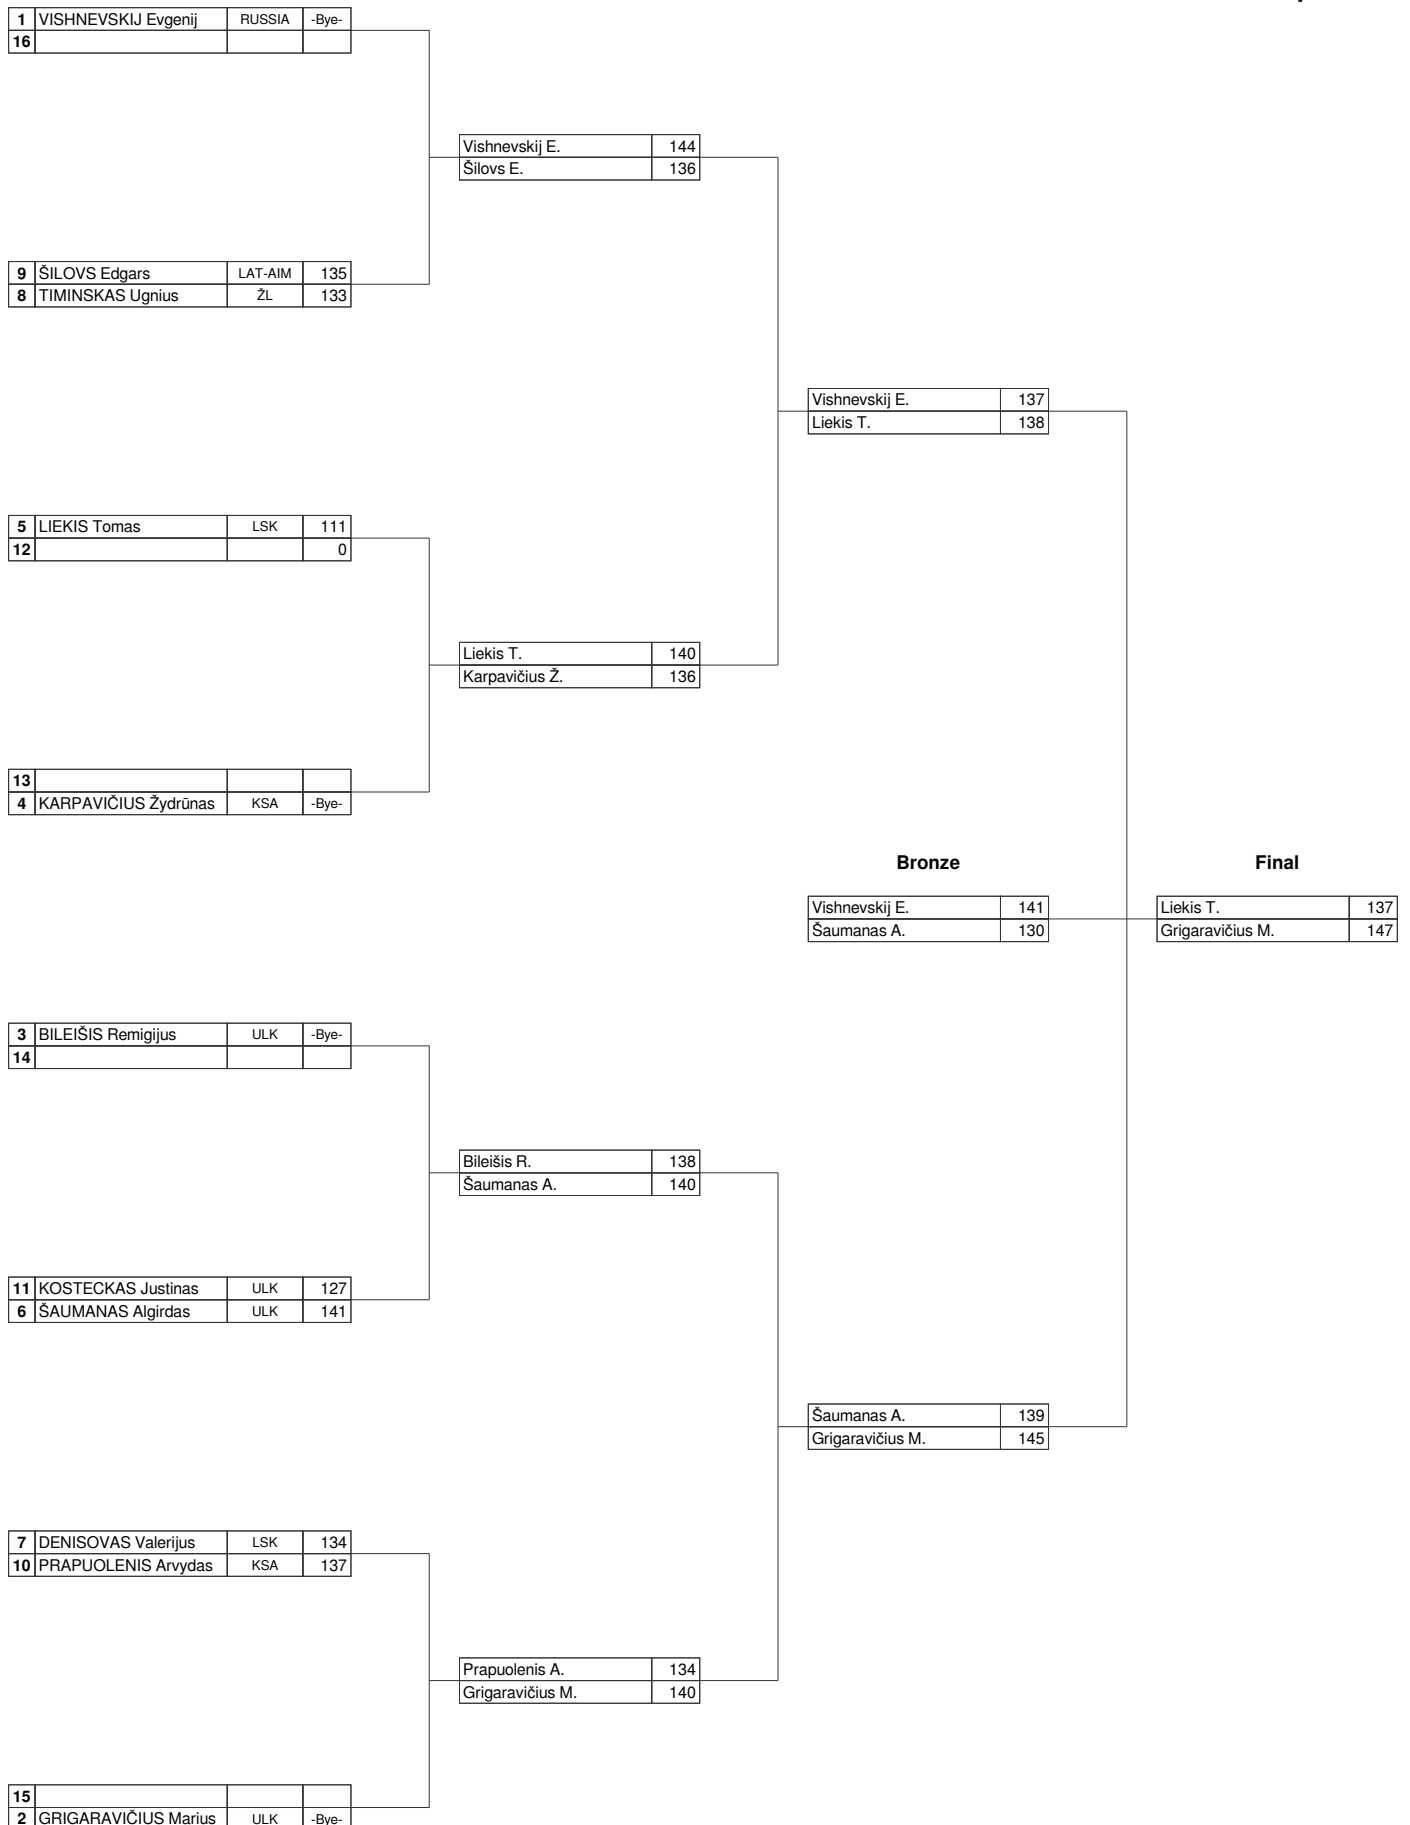 1 VISHNEVSKIJ Evgenij RUSSIA -Bye-
16
Vishnevskij E. 144
Šilovs E. 136
9 ŠILOVS Edgars LAT-AIM 135
8 TIMINSKAS Ugnius ŽL 133
Vishnevskij E. 137
Liekis T. 138
5 LIEKIS Tomas LSK 111
12 0
Liekis T. 140
Karpavičius Ž. 136
13
4 KARPAVIČIUS Žydrūnas KSA -Bye-
Bronze Final
Vishnevskij E. 141 Liekis T. 137
Šaumanas A. 130 Grigaravičius M. 147
3 BILEIŠIS Remigijus ULK -Bye-
14
Bileišis R. 138
Šaumanas A. 140
11 KOSTECKAS Justinas ULK 127
6 ŠAUMANAS Algirdas ULK 141
Šaumanas A. 139
Grigaravičius M. 145
7 DENISOVAS Valerijus LSK 134
10 PRAPUOLENIS Arvydas KSA 137
Prapuolenis A. 134
Grigaravičius M. 140
15
2 GRIGARAVIČIUS Marius ULK -Bye-